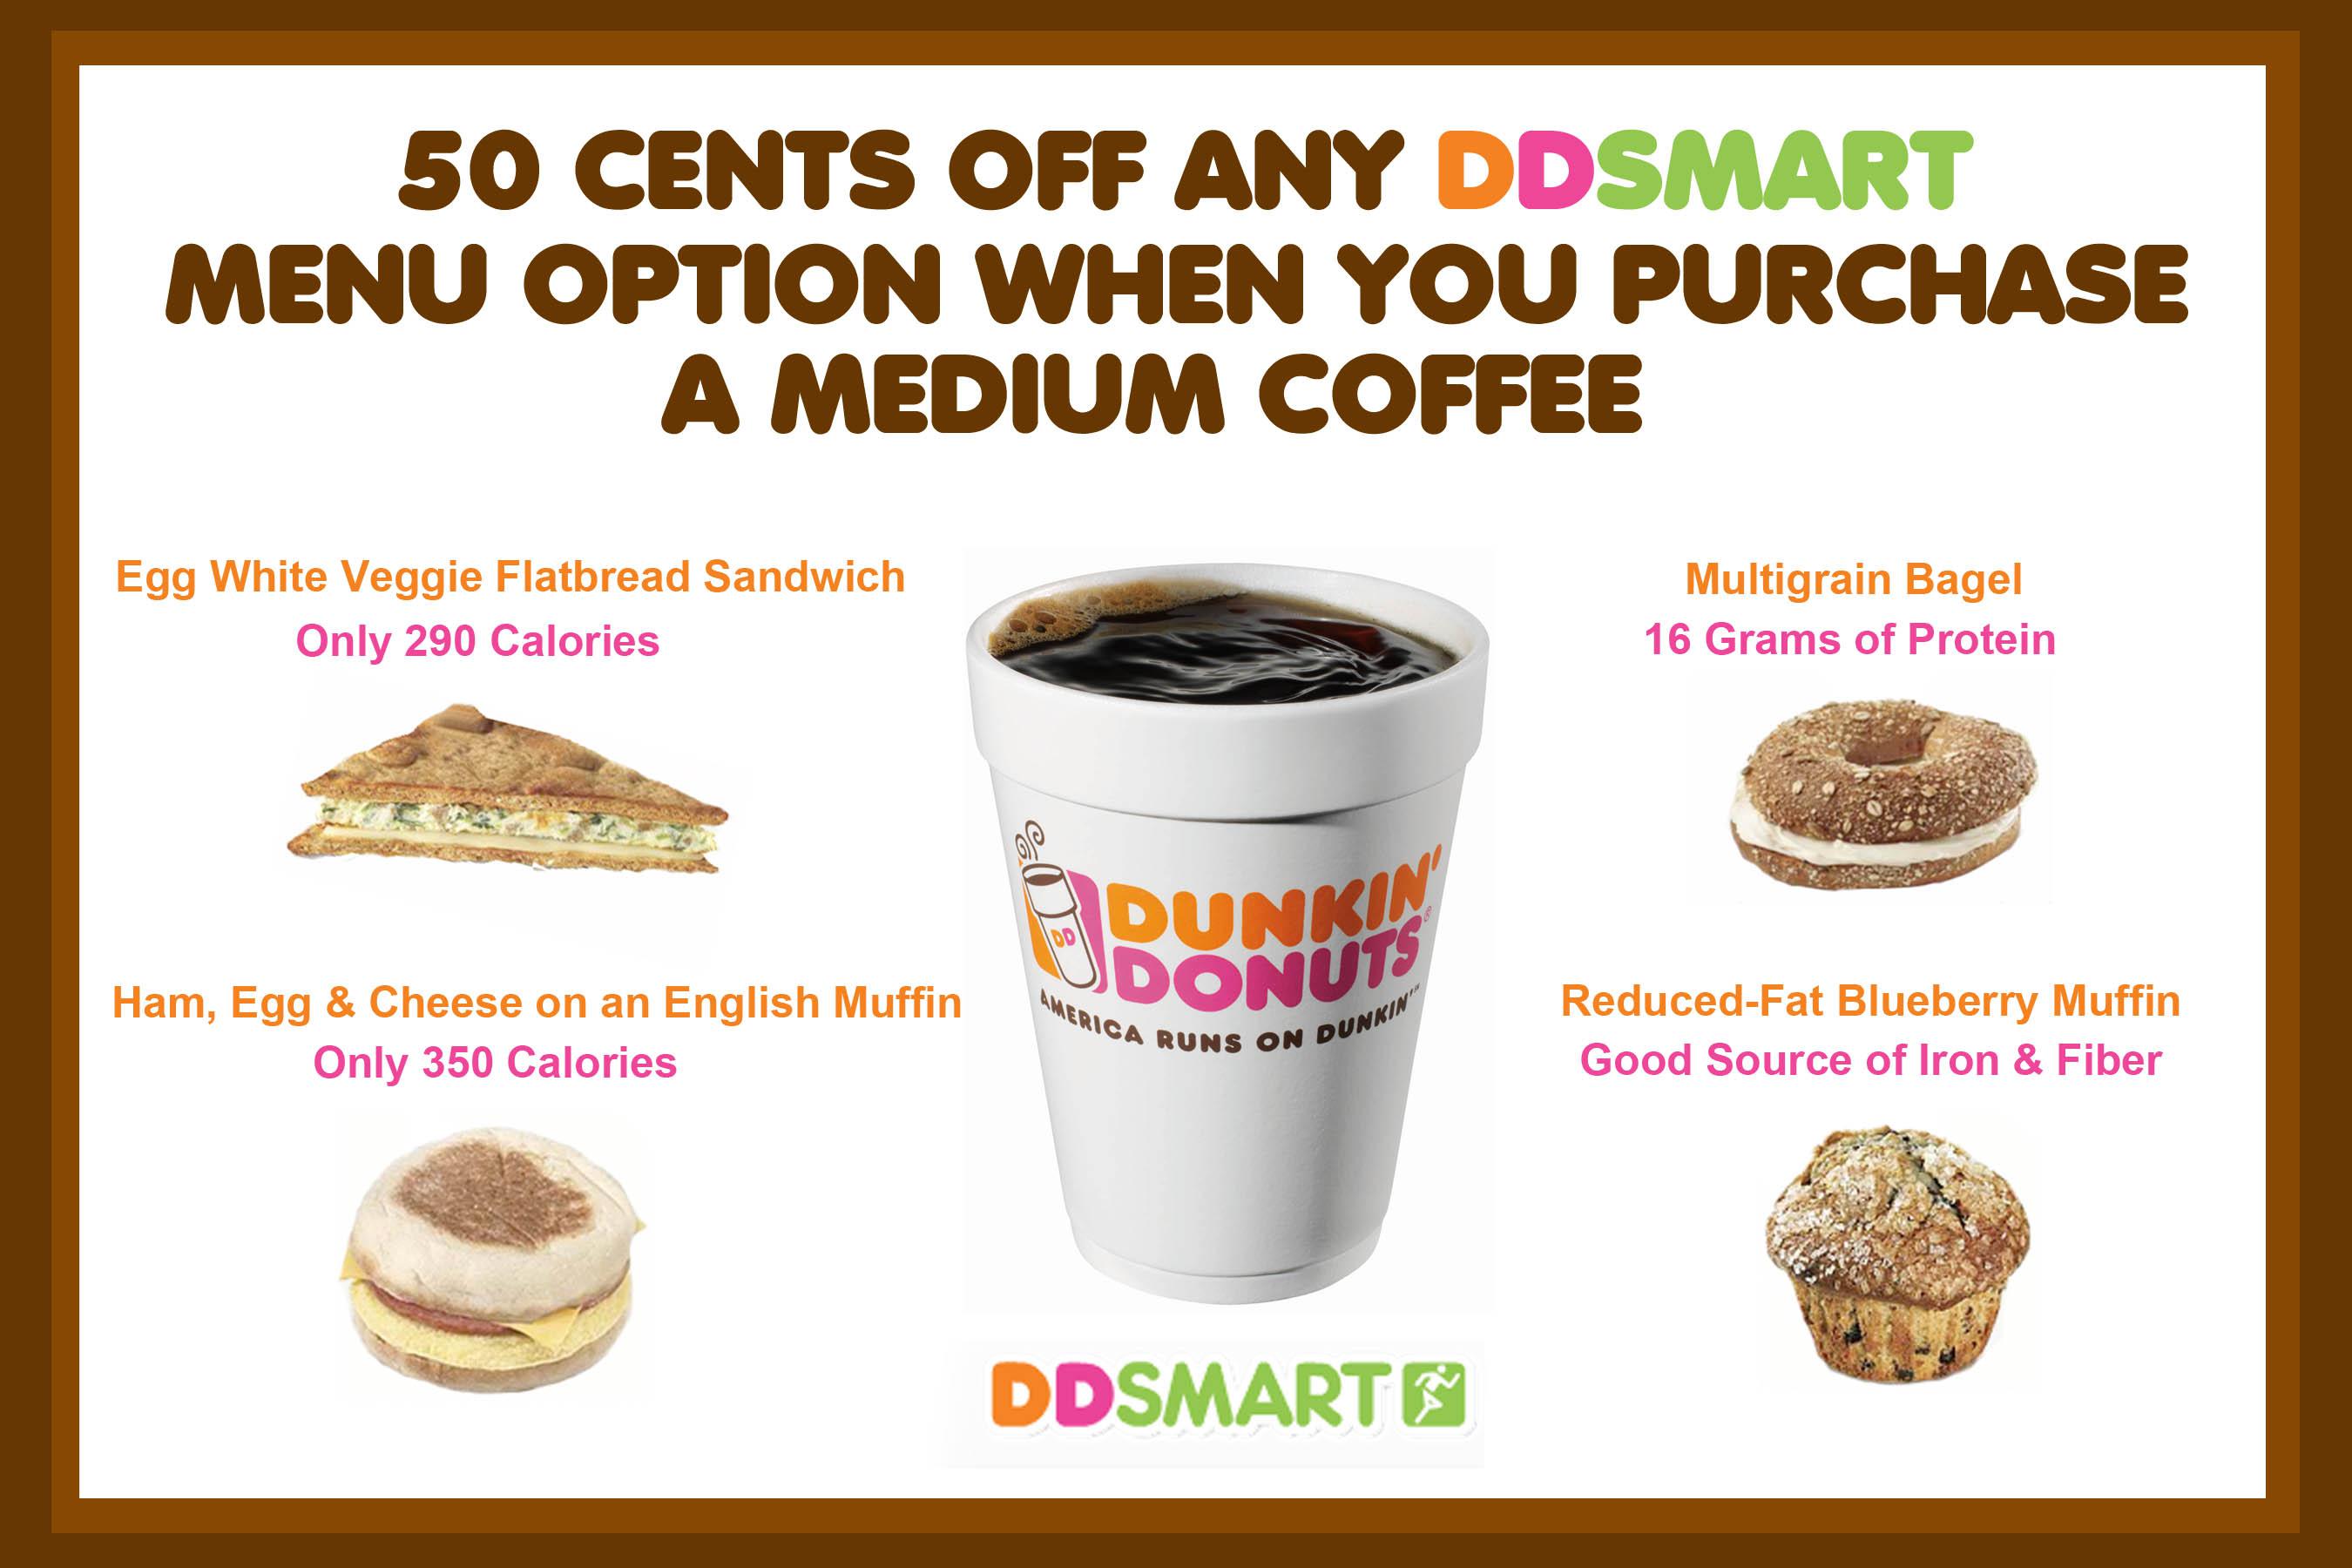 50 CENTS OFF ANY DDSMART
MENU OPTION WHEN YOU PURCHASE
A MEDIUM COFFEE
Egg White Veggie Flatbread Sandwich
Only 290 Calories
Multigrain Bagel
16 Grams of Protein
DD
DUNKIN'
DONUTS®
AMERICA RUNS ON DUNKIN'™
Ham, Egg & Cheese on an English Muffin
Only 350 Calories
Reduced-Fat Blueberry Muffin
Good Source of Iron & Fiber
DDSMART